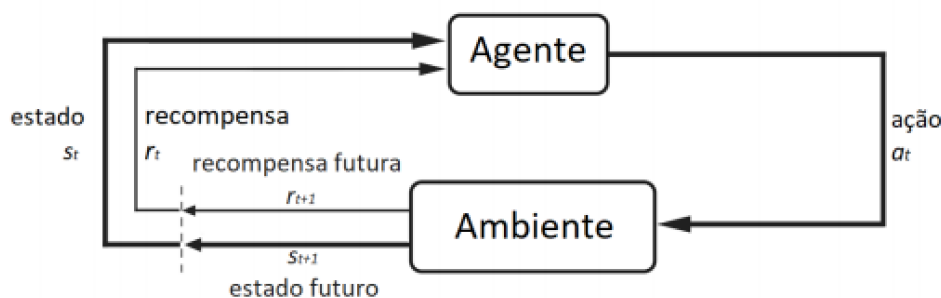 Agente
estado
sₜ
recompensa
rₜ
ação
aₜ
recompensa futura
rₜ₊₁
Ambiente
sₜ₊₁
estado futuro